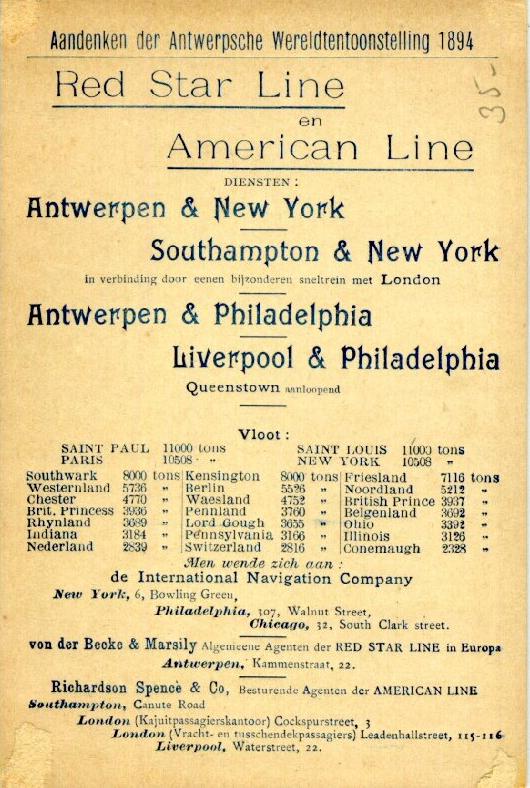 Aandenken der Antwerpsche Wereldtentoonstelling 1894
35-
Red Star Line
en
American Line
DIENSTEN :
Antwerpen & New York
Southampton & New York
in verbinding door eenen bijzonderen sneltrein met London
Antwerpen & Philadelphia
Liverpool & Philadelphia
Queenstown aanloopend
Vloot :
SAINT PAUL 11000 tons SAINT LOUIS 11000 tons
PARIS 10508 " NEW YORK 10508 "
Southwark 8000 tons Kensington 8000 tons Friesland 7116 tons
Westernland 5736 " Berlin 5526 " Noordland 5212 "
Chester 4770 " Waesland 4752 " British Prince 3937 "
Brit. Princess 3936 " Pennland 3760 " Belgenland 3692 "
Rhynland 3689 " Lord Gough 3655 " Ohio 3392 "
Indiana 3184 " Pennsylvania 3166 " Illinois 3126 "
Nederland 2839 " Switzerland 2816 " Conemaugh 2328 "
Men wende zich aan :
de International Navigation Company
New York, 6, Bowling Green,
Philadelphia, 307, Walnut Street,
Chicago, 32, South Clark street.
von der Becke & Marsily Algemeene Agenten der RED STAR LINE in Europa
Antwerpen, Kammenstraat, 22.
Richardson Spence & Co, Besturende Agenten der AMERICAN LINE
Southampton, Canute Road
London (Kajuitpassagierskantoor) Cockspurstreet, 3
London (Vracht- en tusschendekpassagiers) Leadenhallstreet, 115-116
Liverpool, Waterstreet, 22.